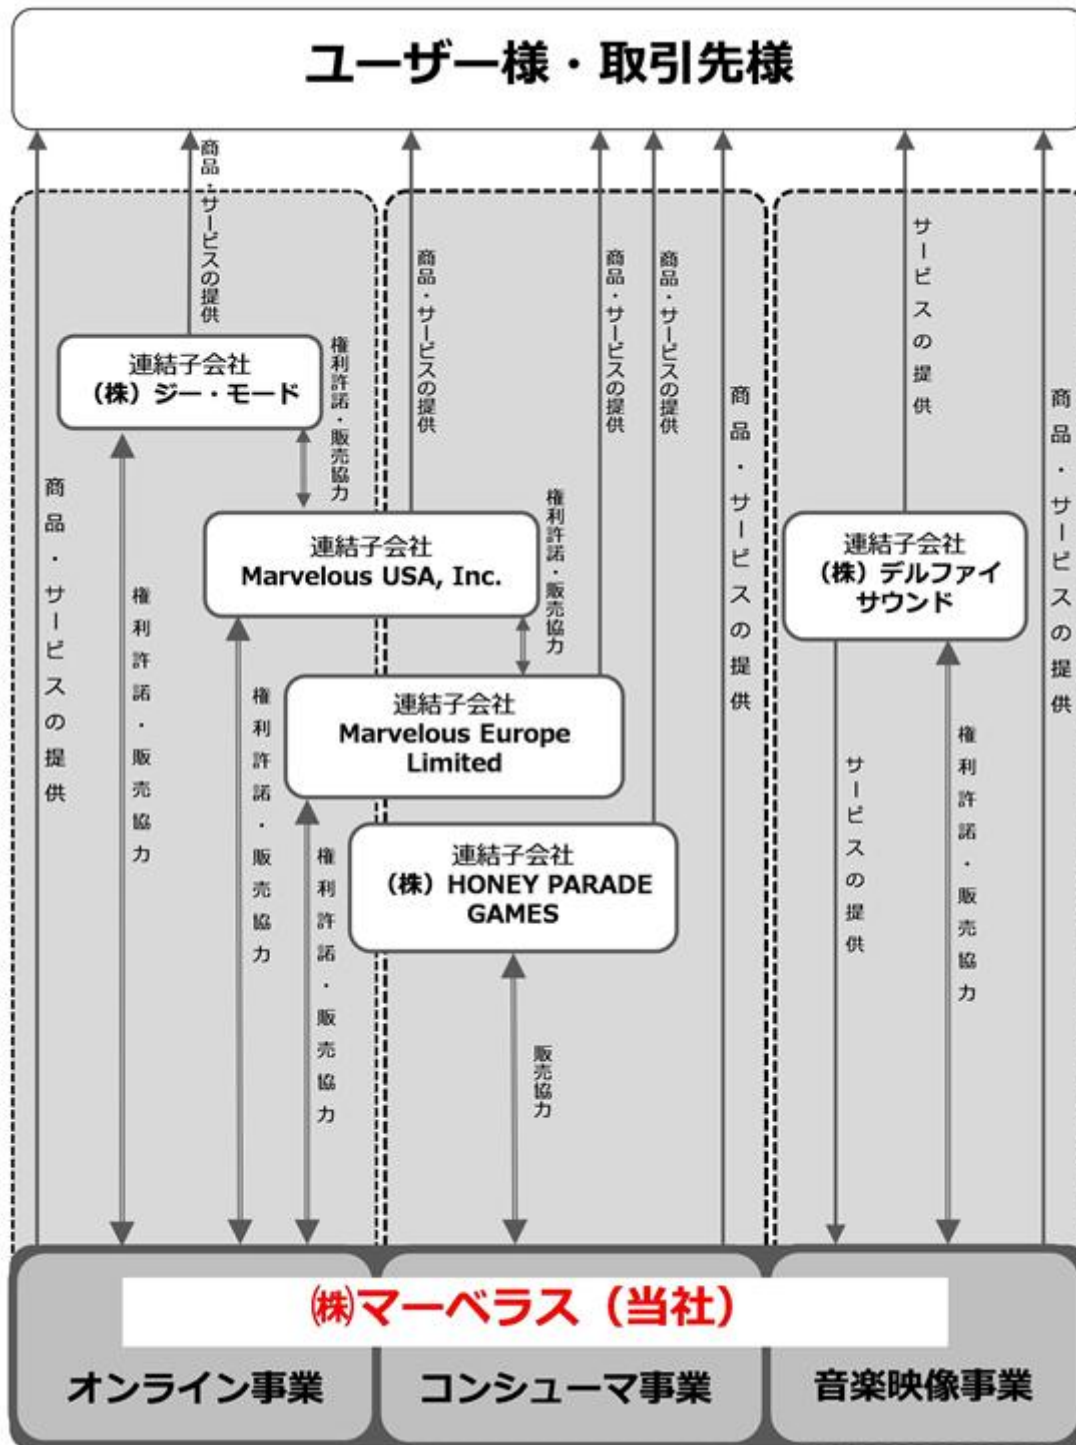 ユーザー様・取引先様
商品・サービスの提供
商品・サービスの提供
商品・サービスの提供
商品・サービスの提供
サービスの提供
連結子会社
（株）ジー・モード
権利許諾・販売協力
商品・サービスの提供
商品・サービスの提供
商品・サービスの提供
連結子会社
Marvelous USA, Inc.
権利許諾・販売協力
連結子会社
（株）デルファイ
サウンド
権利許諾・販売協力
権利許諾・販売協力
連結子会社
Marvelous Europe
Limited
サービスの提供
権利許諾・販売協力
連結子会社
（株）HONEY PARADE
GAMES
権利許諾・販売協力
販売協力
㈱マーベラス（当社）
オンライン事業
コンシューマ事業
音楽映像事業